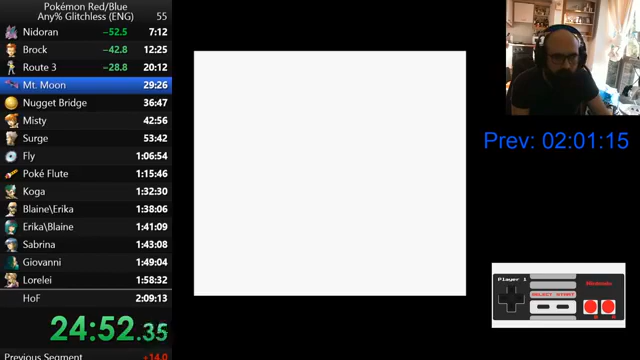 Pokémon Red/Blue
Any% Glitchless (ENG) 55
Nidoran −52.5 7:12
Brock −42.8 12:25
Route 3 −28.8 20:12
Mt. Moon 29:26
Nugget Bridge 36:47
Misty 42:56
Surge 53:42
Fly 1:06:54
Poké Flute 1:15:46
Koga 1:32:30
Blaine\Erika 1:38:06
Erika\Blaine 1:41:09
Sabrina 1:43:08
Giovanni 1:49:04
Lorelei 1:58:32
HoF 2:09:13
24:52.35
Previous Segment +14.0
Prev: 02:01:15
Player 1
Nintendo
SELECT START
B A